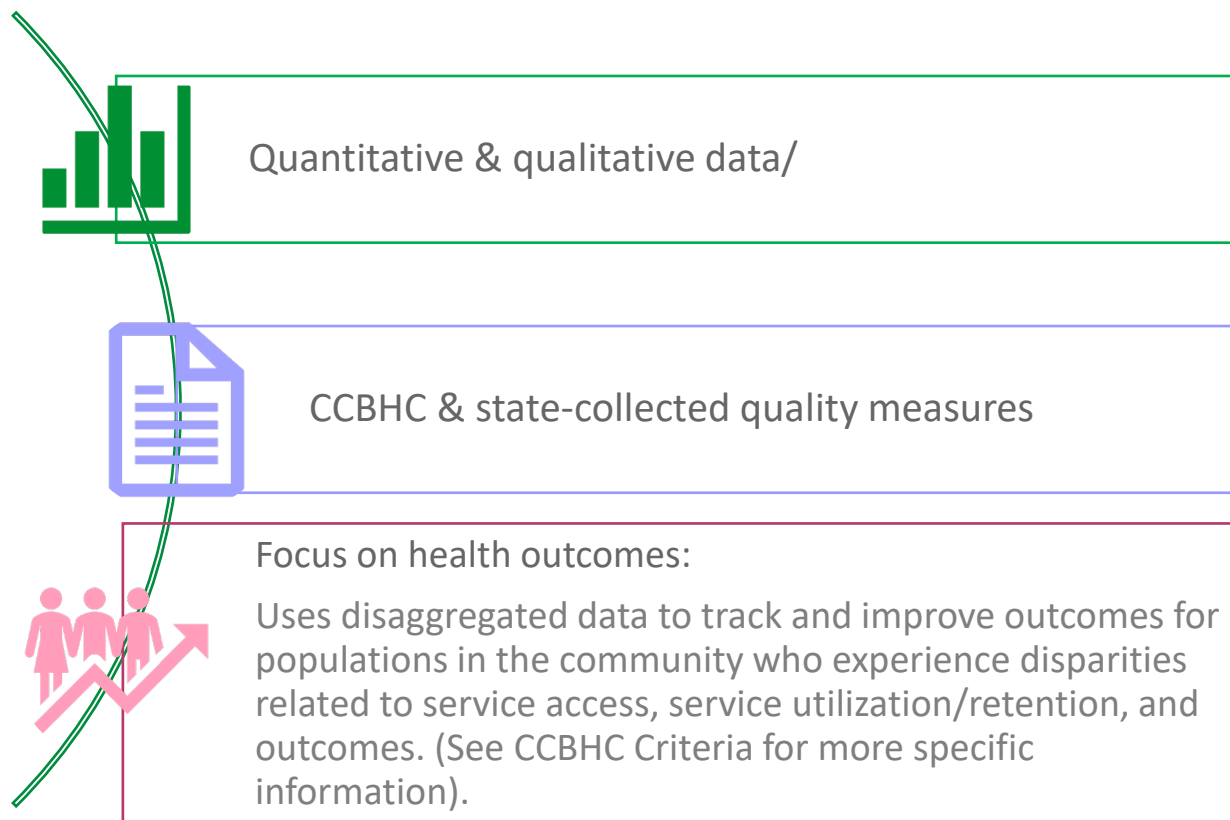 Quantitative & qualitative data/
CCBHC & state-collected quality measures
Focus on health outcomes:
Uses disaggregated data to track and improve outcomes for
populations in the community who experience disparities
related to service access, service utilization/retention, and
outcomes. (See CCBHC Criteria for more specific
information).